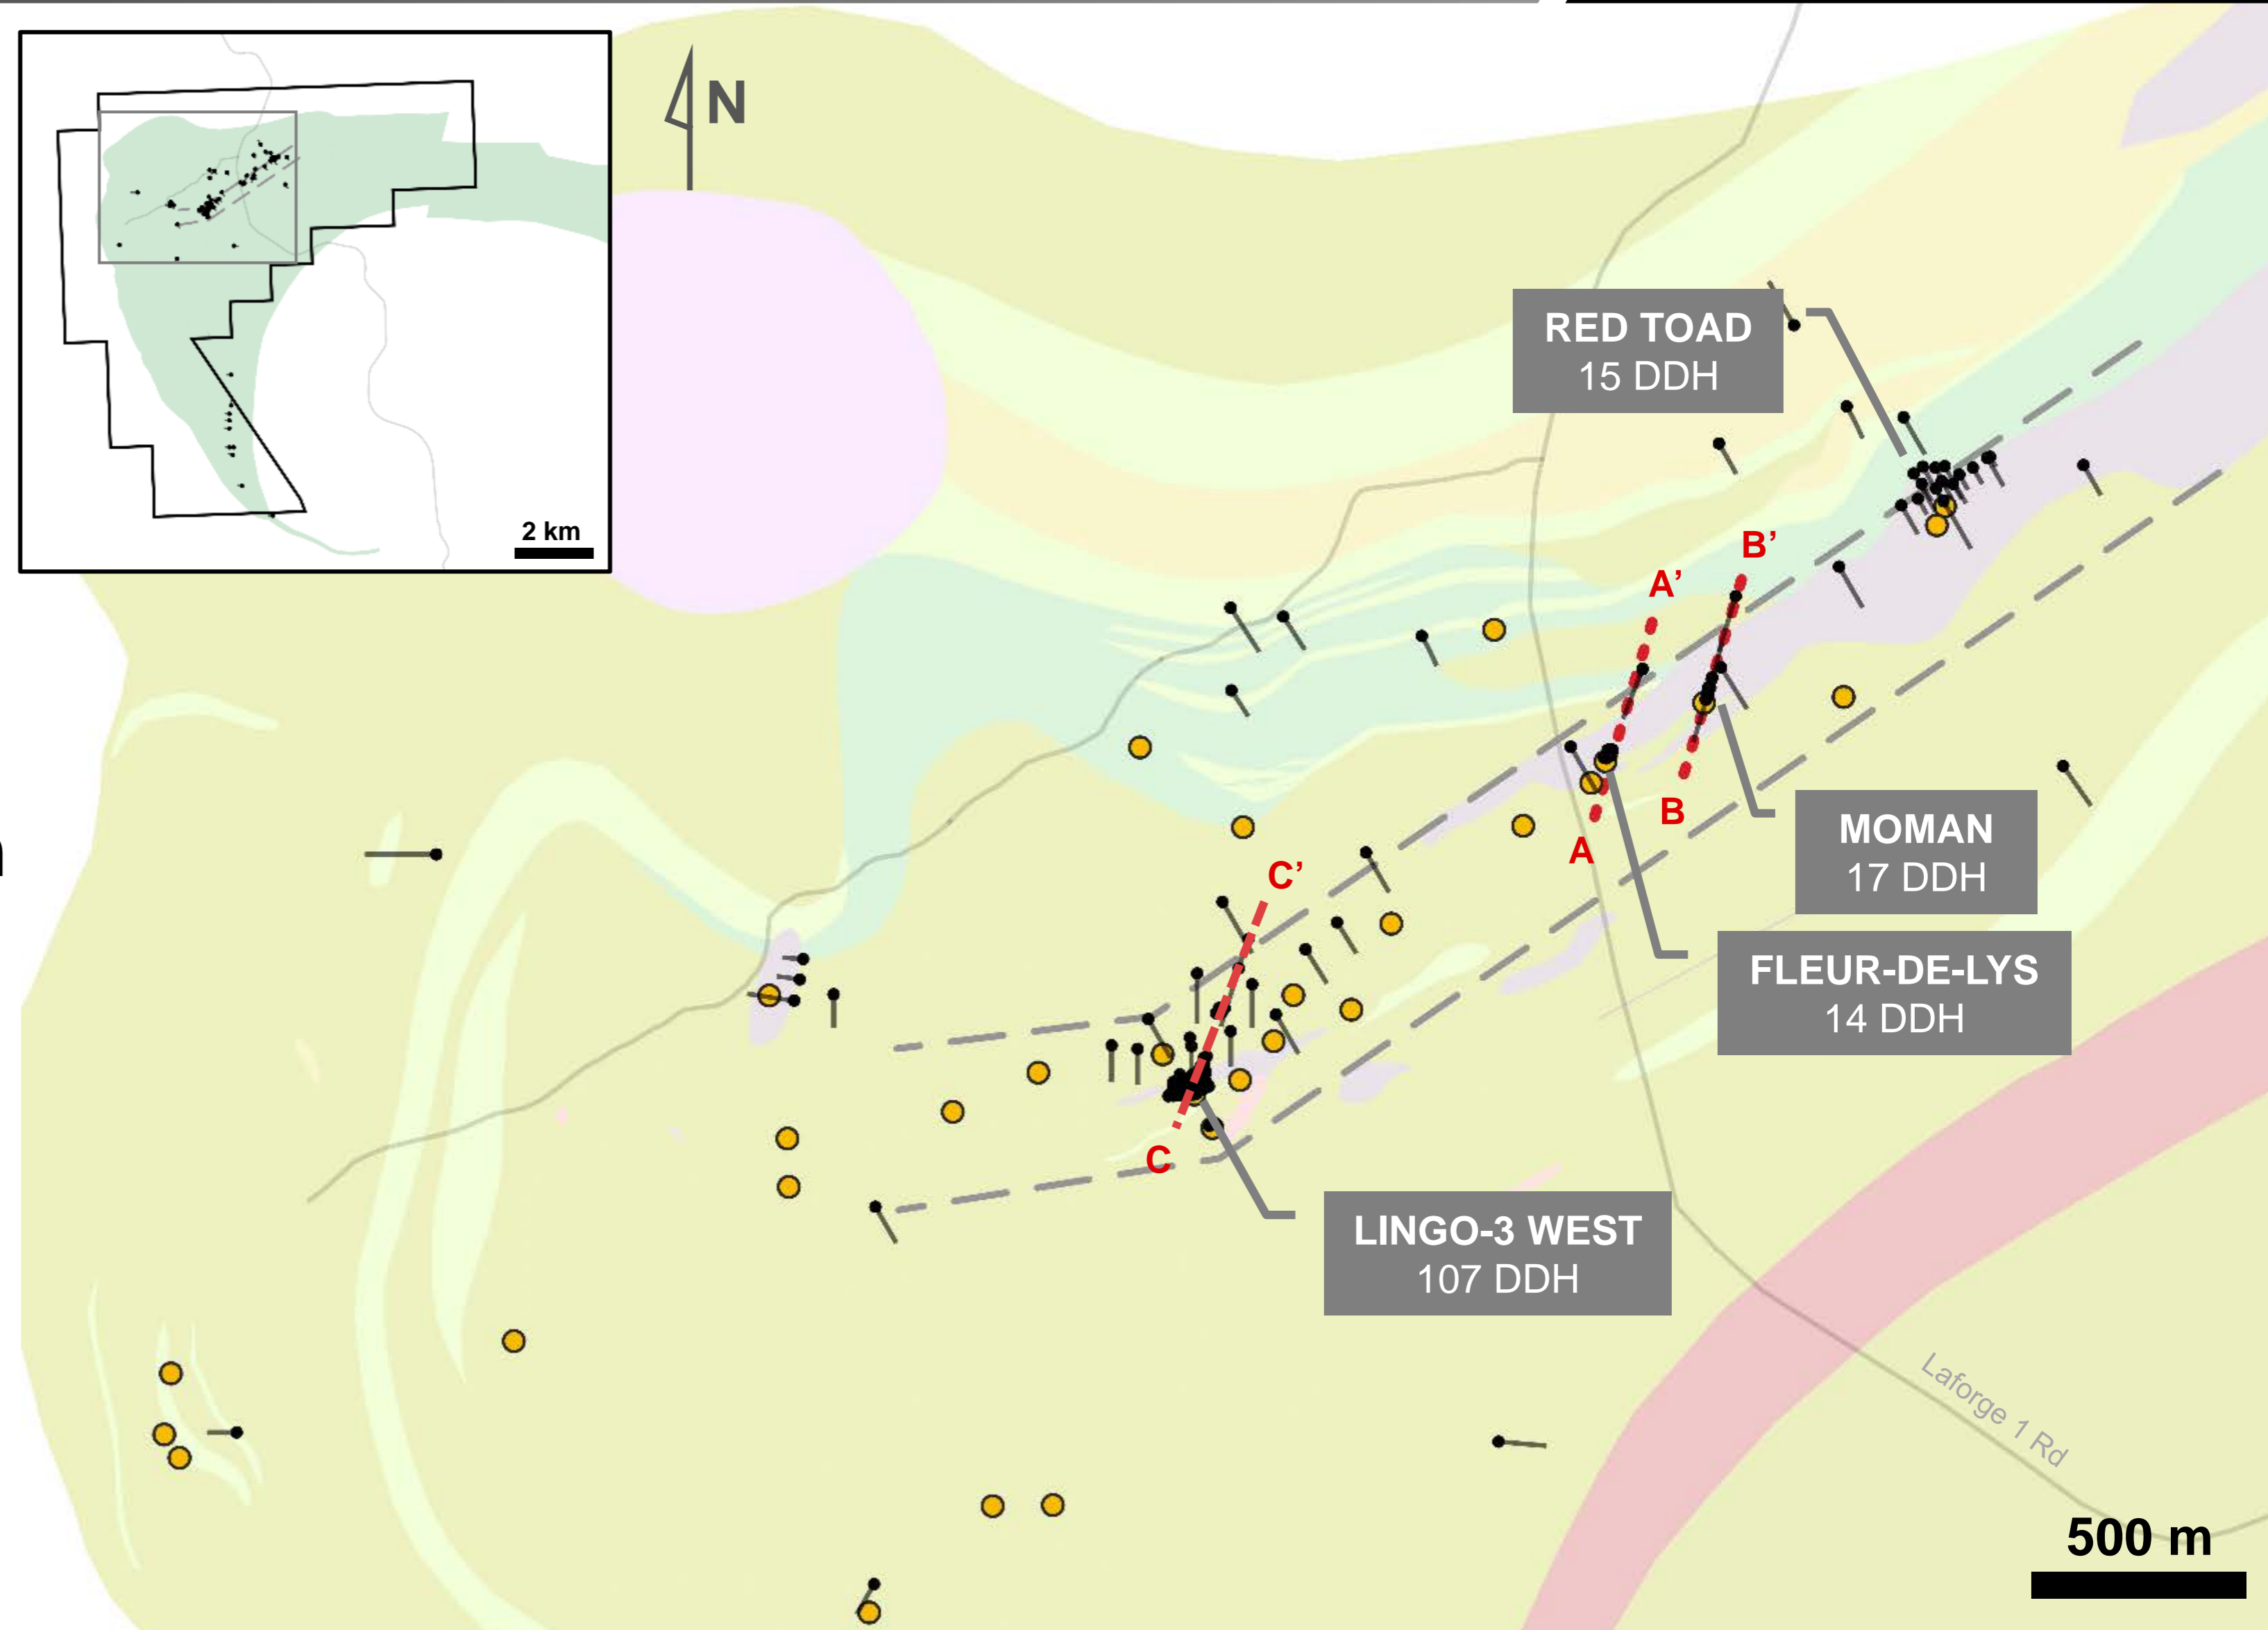 N
2 km
RED TOAD
15 DDH
B’
A’
MOMAN
17 DDH
B
A
C’
FLEUR-DE-LYS
14 DDH
C
LINGO-3 WEST
107 DDH
Laforge 1 Rd
500 m